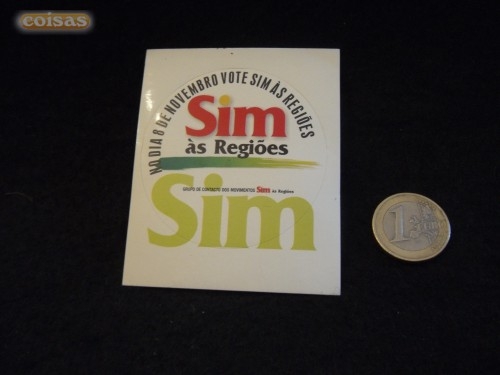 coisas
NO DIA 8 DE NOVEMBRO VOTE SIM ÀS REGIÕES
Sim
às Regiões
GRUPO DE CONTACTO DOS MOVIMENTOS Sim às Regiões
Sim
1